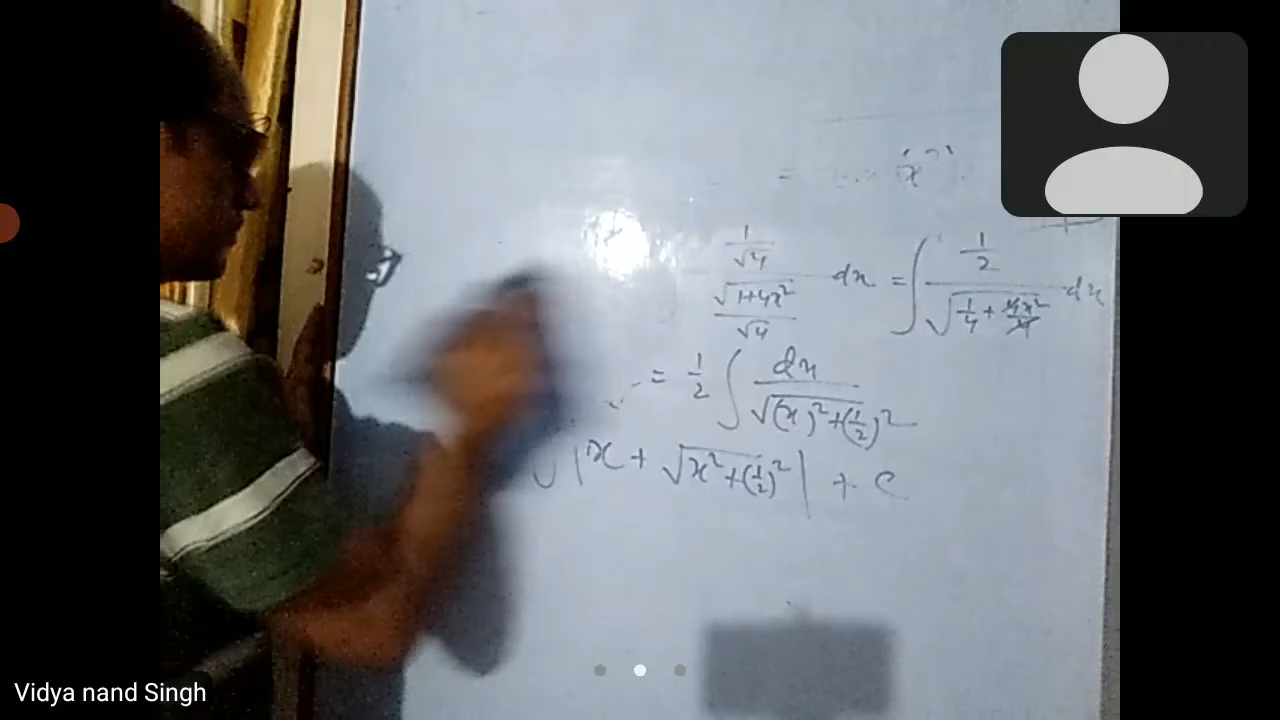 = x²
1/√4 / √(1+4x²)/√4 dx = ∫ 1/2 / √(1/4 + 4x²/4) dx
= 1/2 ∫ dx / √((x)² + (1/2)²)
| x + √(x² + (1/2)²) | + c
Vidya nand Singh